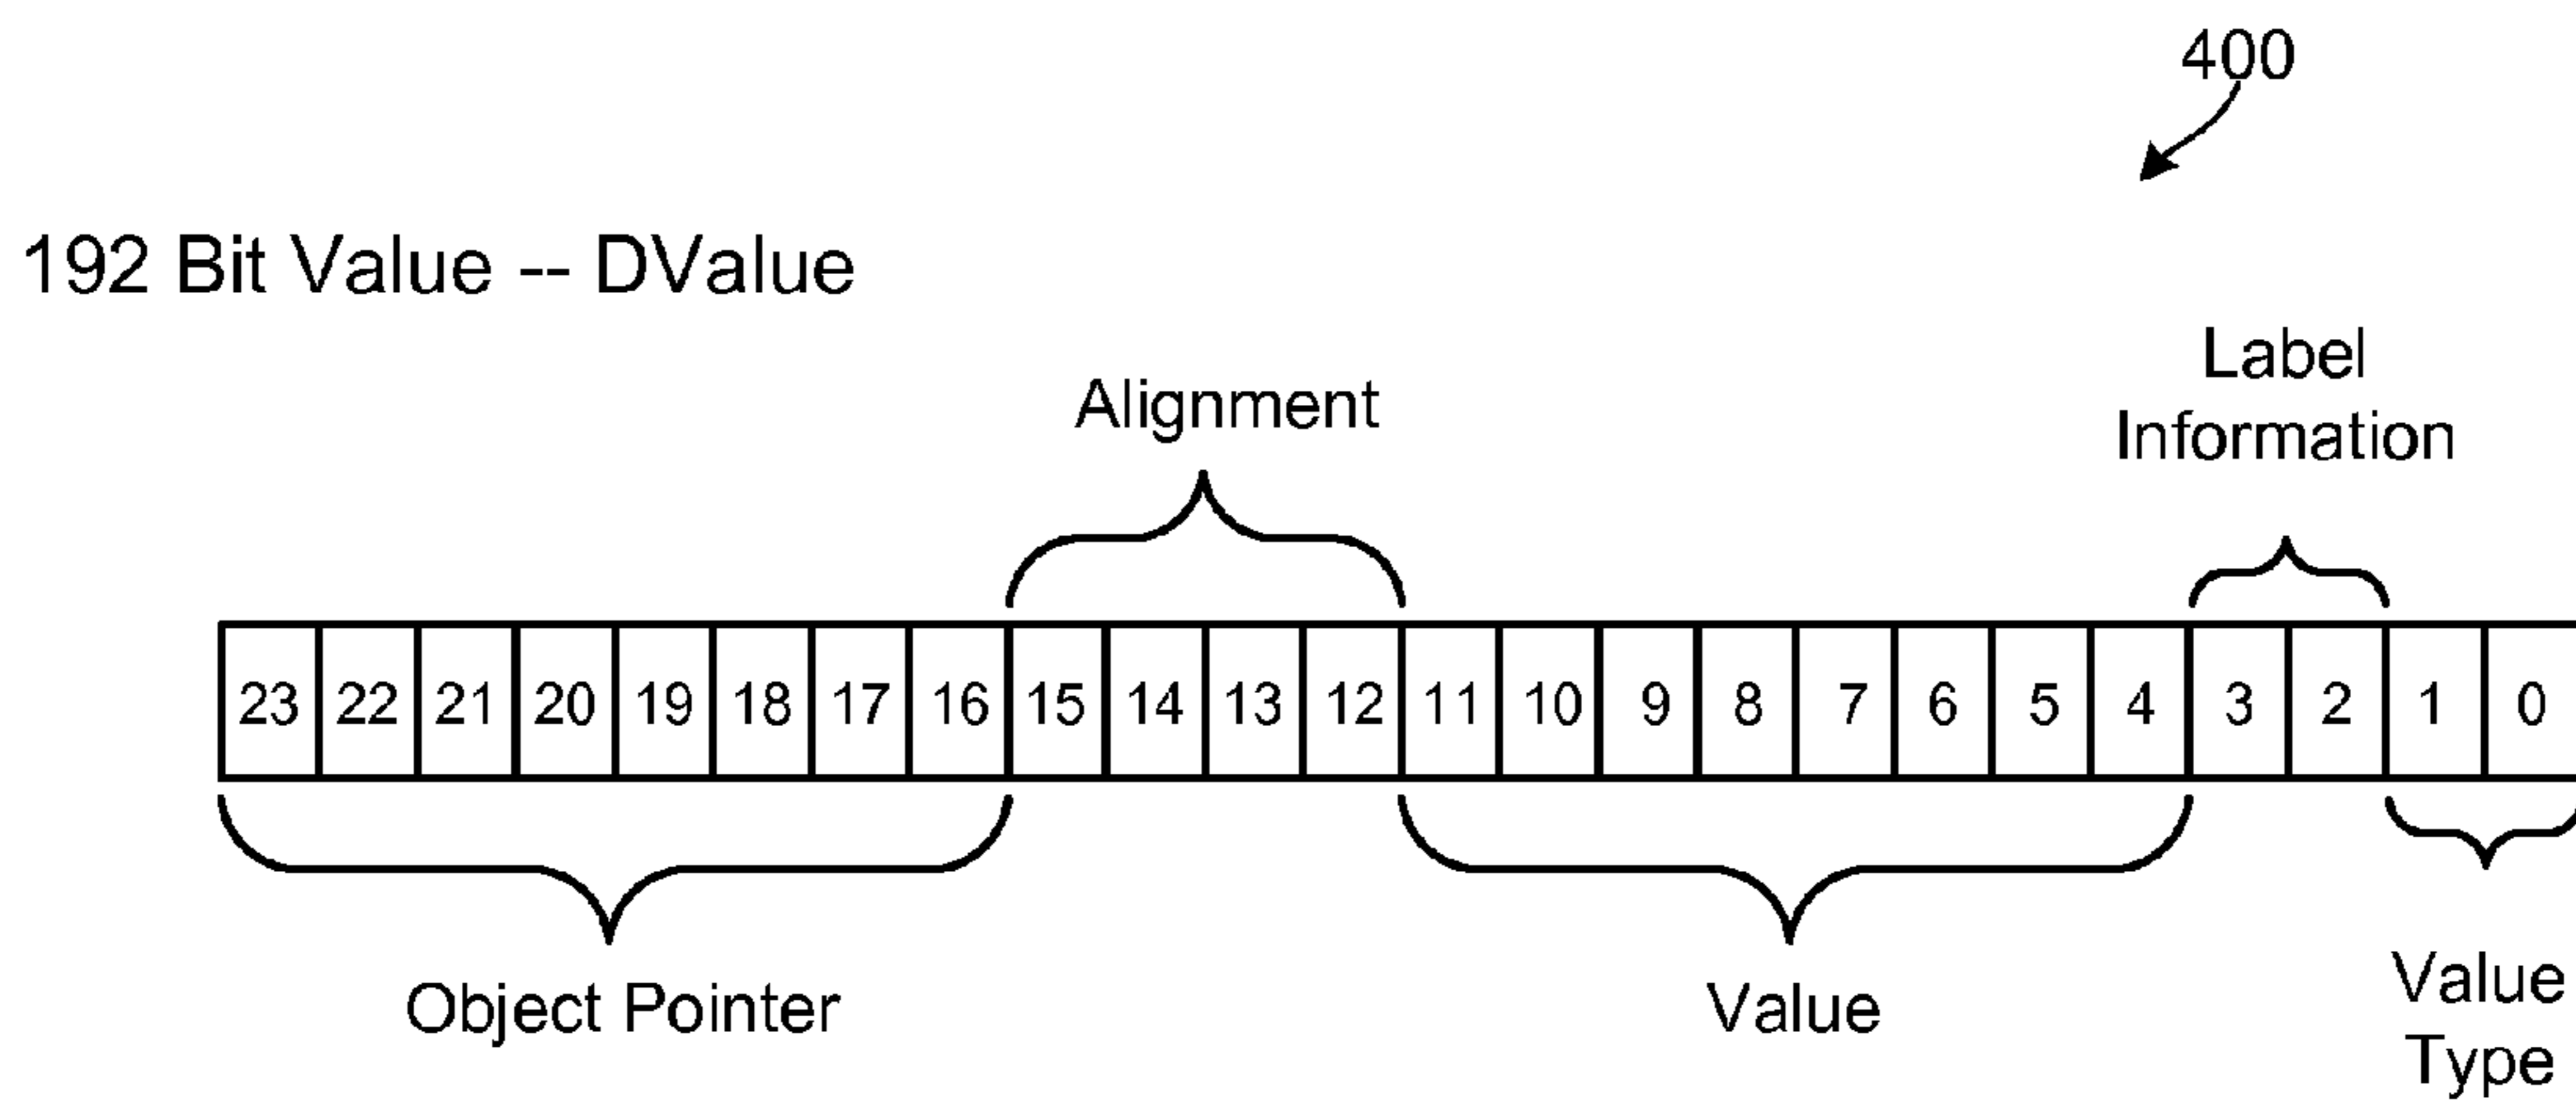 400
192 Bit Value -- DValue
Label
Information
Alignment
23 22 21 20 19 18 17 16 15 14 13 12 11 10 9 8 7 6 5 4 3 2 1 0
Object Pointer
Value
Value
Type